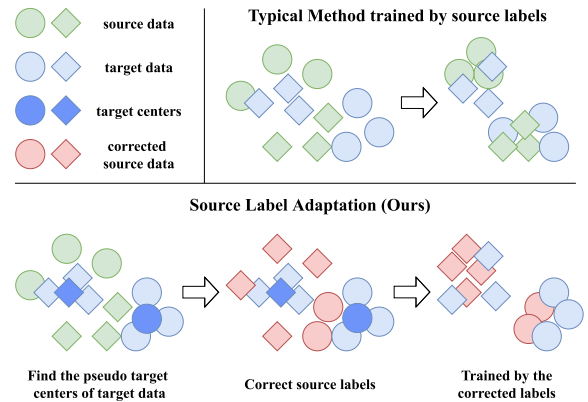 source data
target data
target centers
corrected
source data
Typical Method trained by source labels
Source Label Adaptation (Ours)
Find the pseudo target
centers of target data
Correct source labels
Trained by the
corrected labels